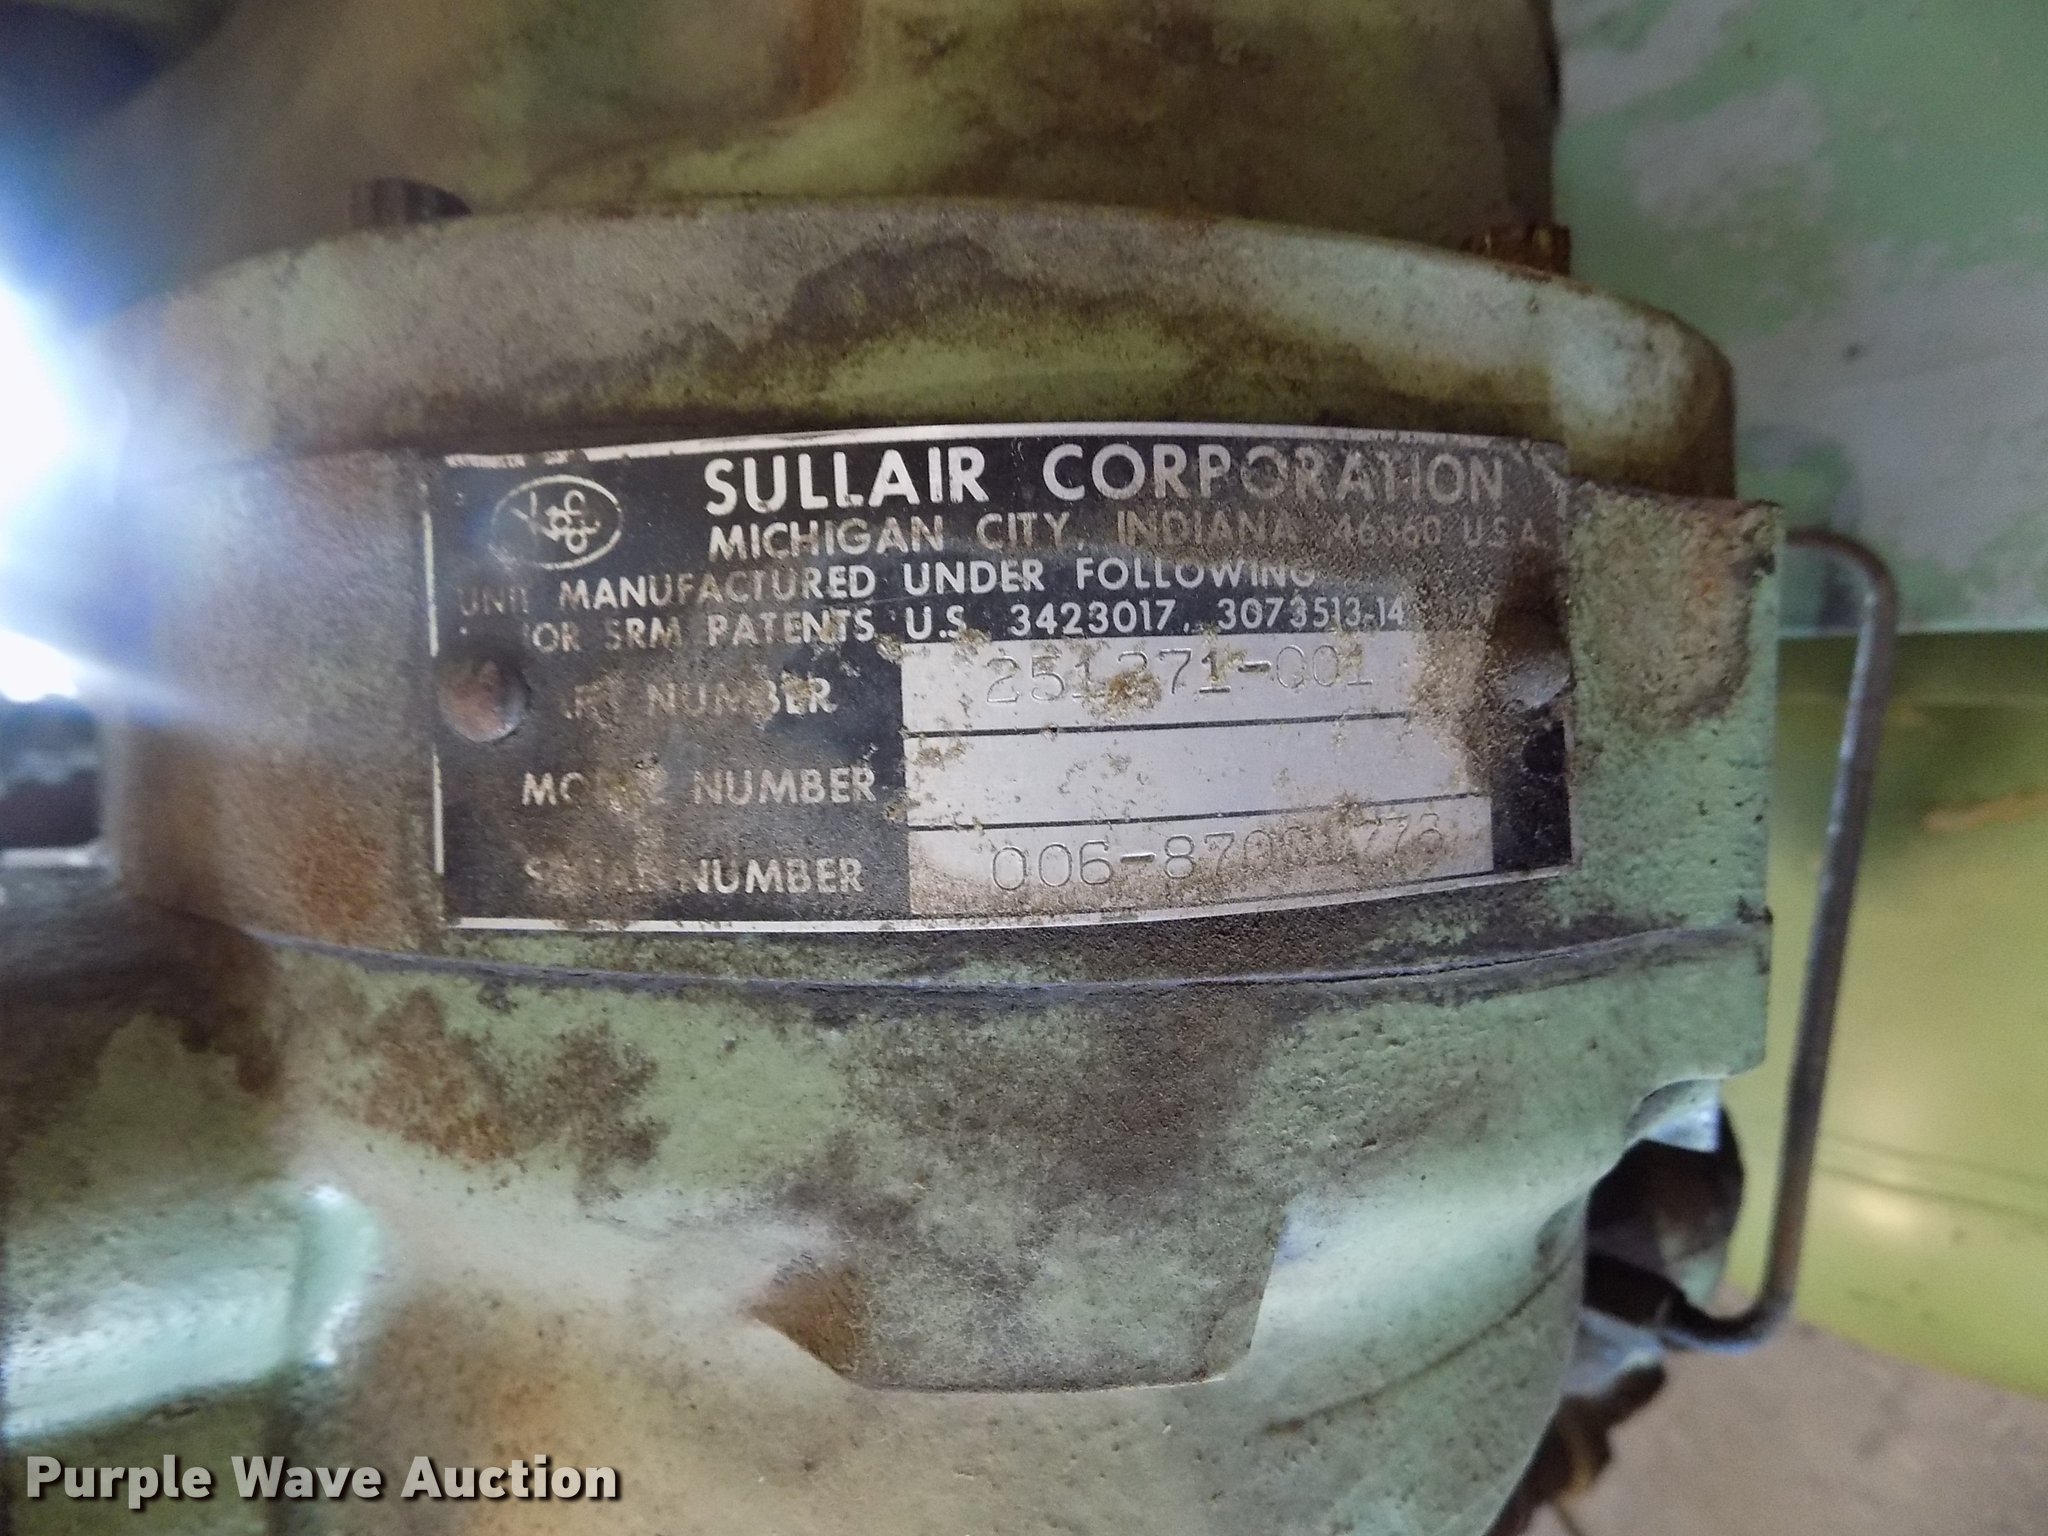 SULLAIR CORPORATION
MICHIGAN CITY, INDIANA 46360 U.S.A.
UNIT MANUFACTURED UNDER FOLLOWING
OR SRM PATENTS U.S. 3423017, 3073513-14
NUMBER
NUMBER
NUMBER
Purple Wave Auction